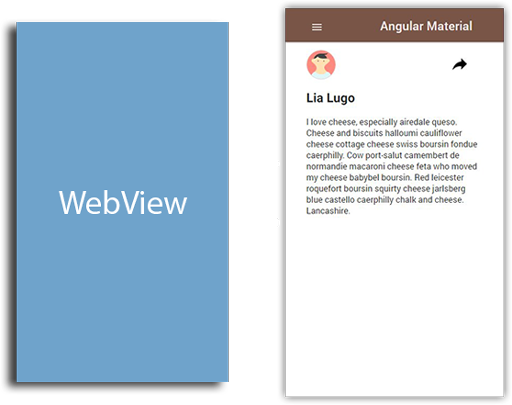 WebView
Angular Material
Lia Lugo
I love cheese, especially airedale queso.
Cheese and biscuits halloumi cauliflower
cheese cottage cheese swiss boursin fondue
caerphilly. Cow port-salut camembert de
normandie macaroni cheese feta who moved
my cheese babybel boursin. Red leicester
roquefort boursin squirty cheese jarlsberg
blue castello caerphilly chalk and cheese.
Lancashire.